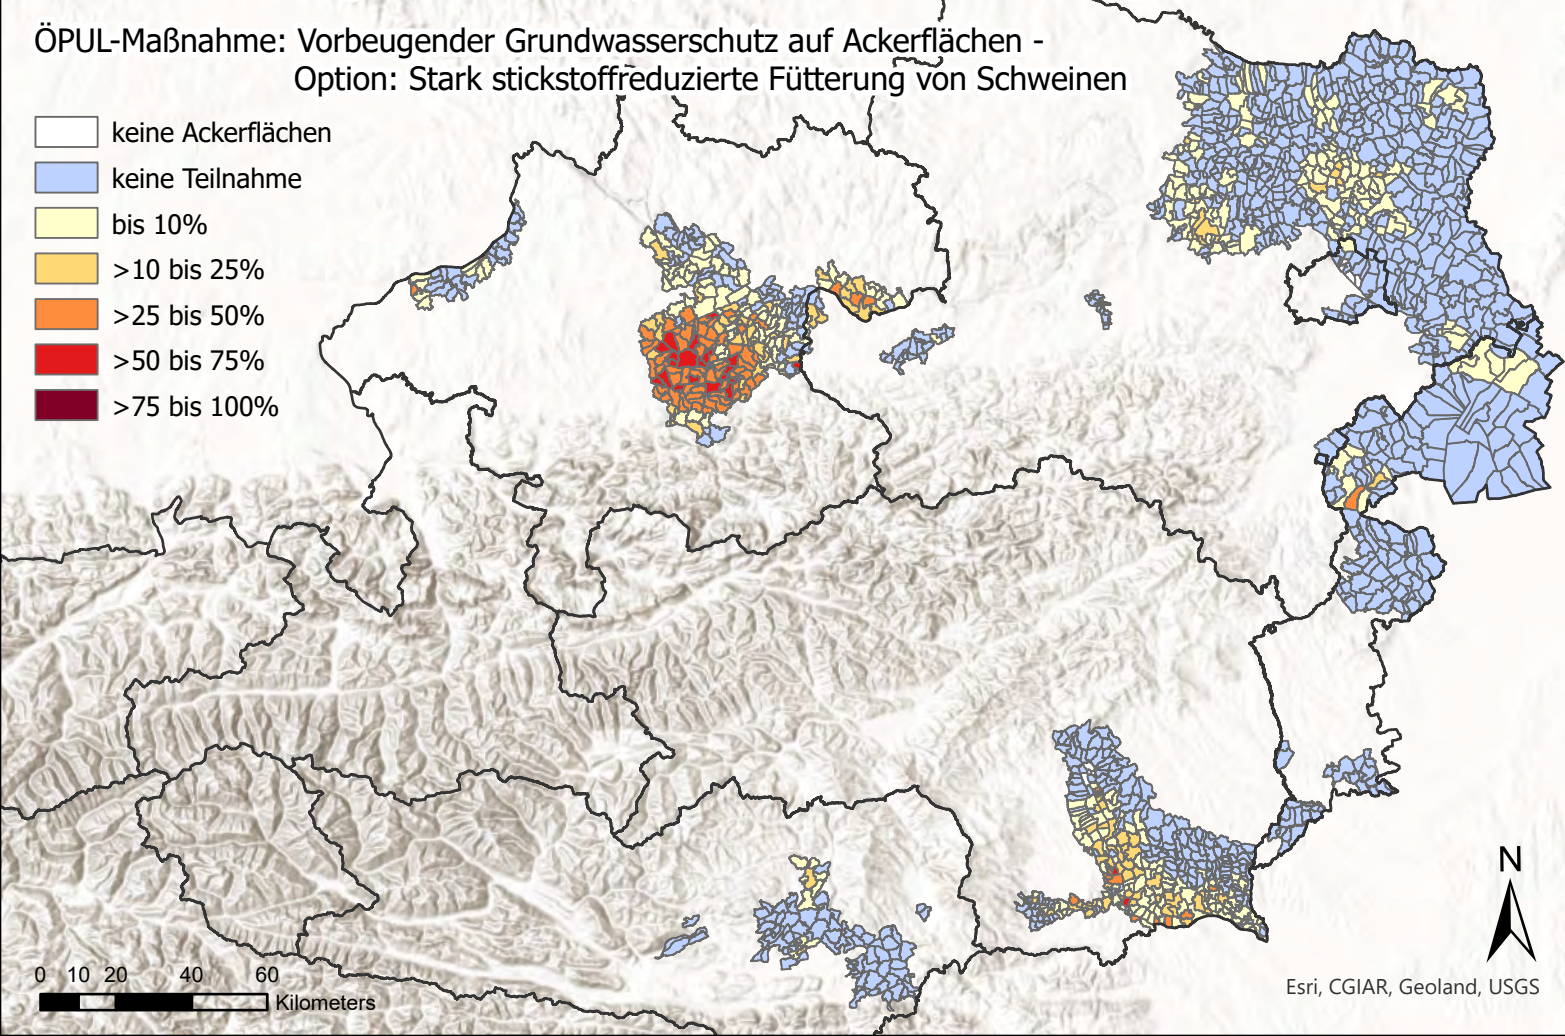 ÖPUL-Maßnahme: Vorbeugender Grundwasserschutz auf Ackerflächen -
Option: Stark stickstoffreduzierte Fütterung von Schweinen
keine Ackerflächen
keine Teilnahme
bis 10%
>10 bis 25%
>25 bis 50%
>50 bis 75%
>75 bis 100%
N
0 10 20 40 60
Kilometers
Esri, CGIAR, Geoland, USGS